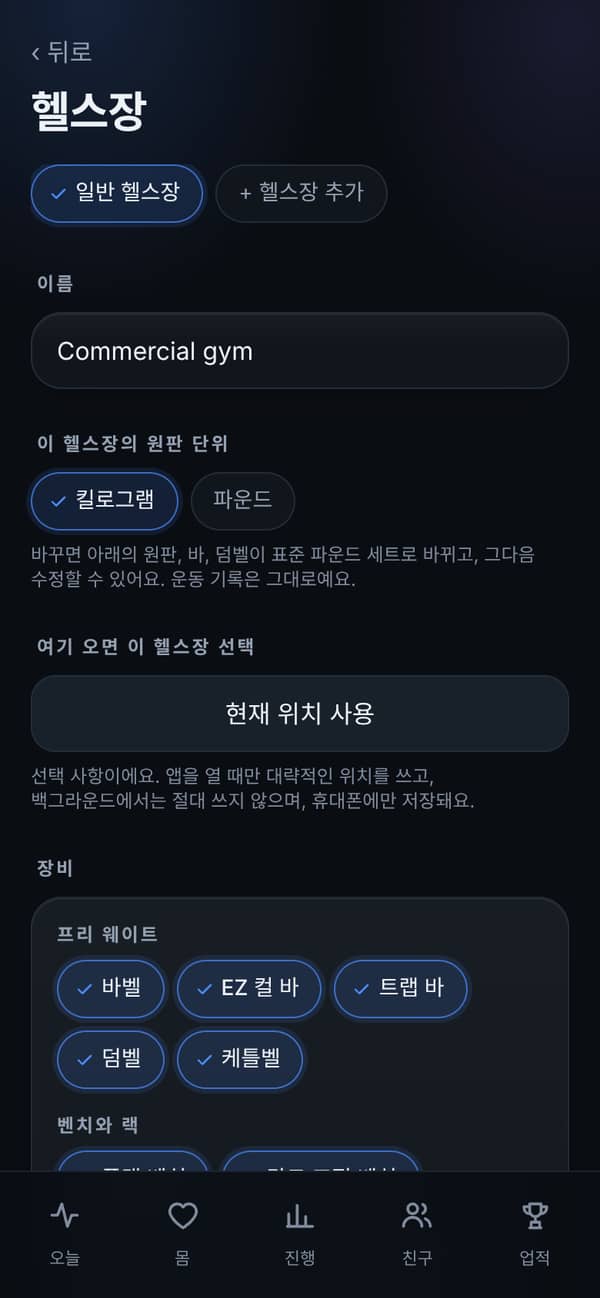 ‹ 뒤로
헬스장
일반 헬스장
+ 헬스장 추가
이름
Commercial gym
이 헬스장의 원판 단위
킬로그램
파운드
바꾸면 아래의 원판, 바, 덤벨이 표준 파운드 세트로 바뀌고, 그다음
수정할 수 있어요. 운동 기록은 그대로예요.
여기 오면 이 헬스장 선택
현재 위치 사용
선택 사항이에요. 앱을 열 때만 대략적인 위치를 쓰고,
백그라운드에서는 절대 쓰지 않으며, 휴대폰에만 저장돼요.
장비
프리 웨이트
바벨
EZ 컬 바
트랩 바
덤벨
케틀벨
벤치와 랙
오늘
몸
진행
친구
업적